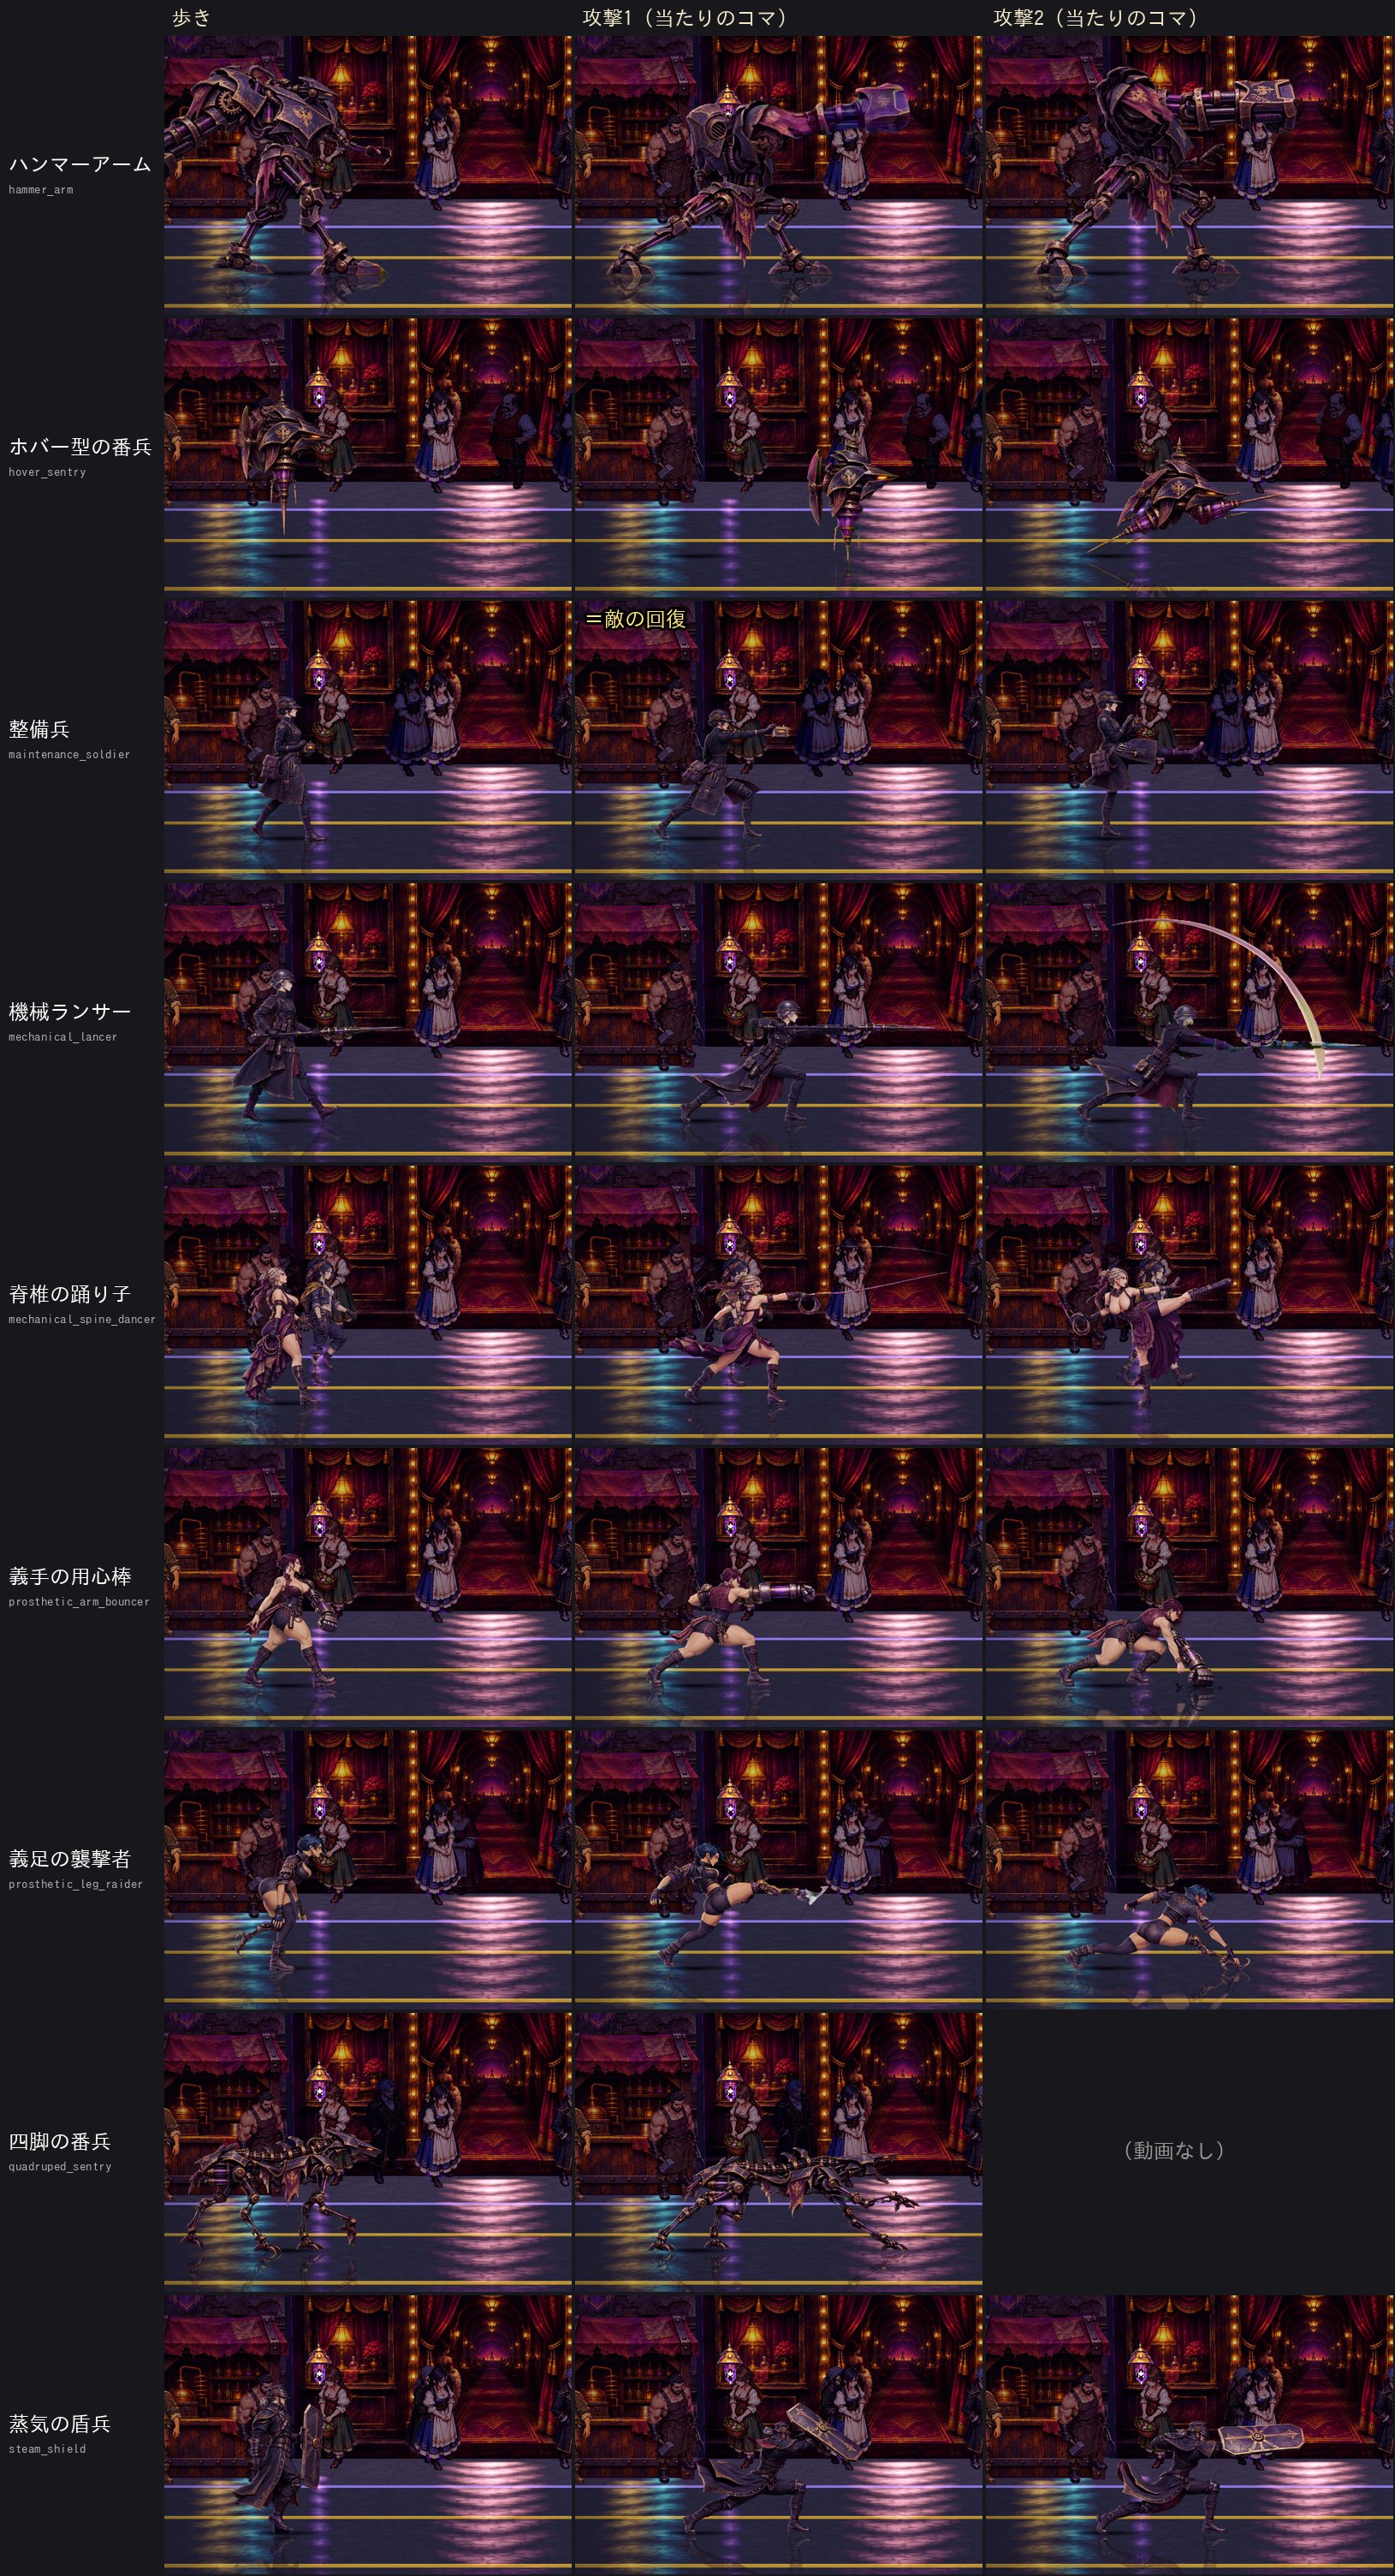 歩き
攻撃1（当たりのコマ）
攻撃2（当たりのコマ）
ハンマーアーム
hammer_arm
ホバー型の番兵
hover_sentry
整備兵
maintenance_soldier
＝敵の回復
機械ランサー
mechanical_lancer
脊椎の踊り子
mechanical_spine_dancer
義手の用心棒
prosthetic_arm_bouncer
義足の襲撃者
prosthetic_leg_raider
四脚の番兵
quadruped_sentry
（動画なし）
蒸気の盾兵
steam_shield